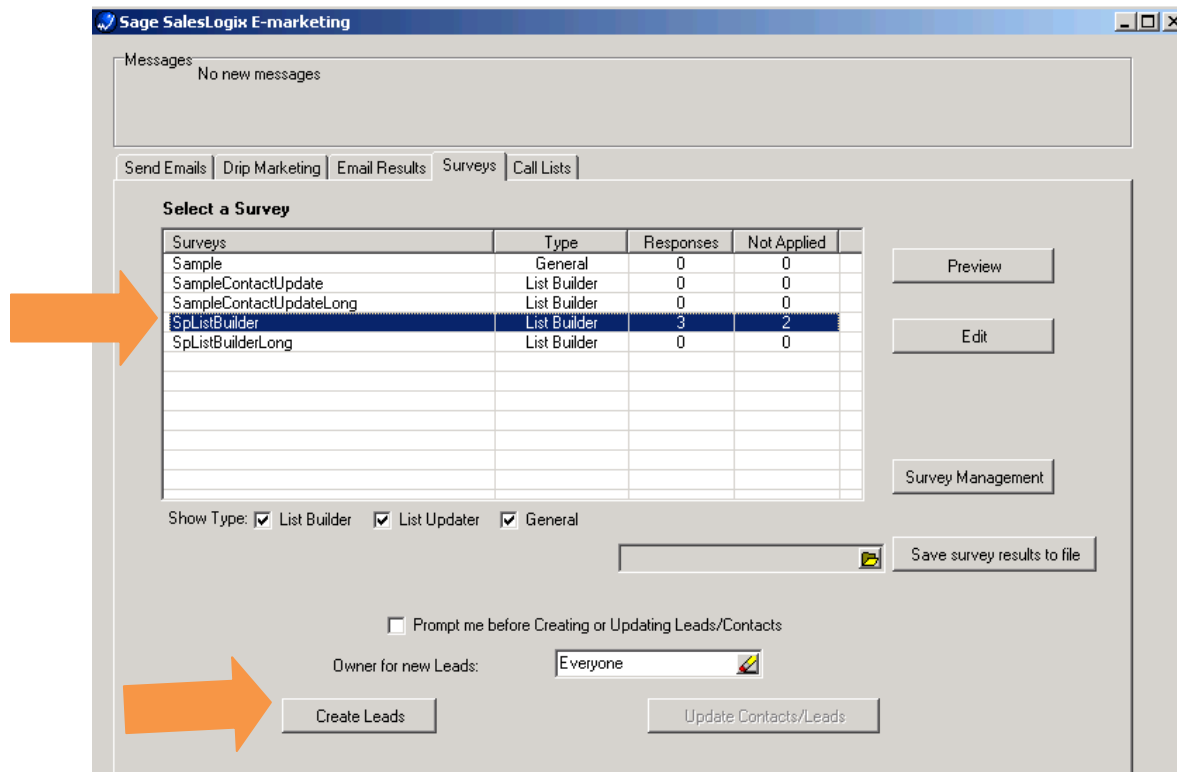 Sage SalesLogix E-marketing
Messages
No new messages
Send Emails Drip Marketing Email Results Surveys Call Lists
Select a Survey
Surveys Type Responses Not Applied
Sample General 0 0
SampleContactUpdate List Builder 0 0
SampleContactUpdateLong List Builder 0 0
SpListBuilder List Builder 3 2
SpListBuilderLong List Builder 0 0
Preview
Edit
Survey Management
Show Type: List Builder List Updater General
Save survey results to file
Prompt me before Creating or Updating Leads/Contacts
Owner for new Leads: Everyone
Create Leads Update Contacts/Leads